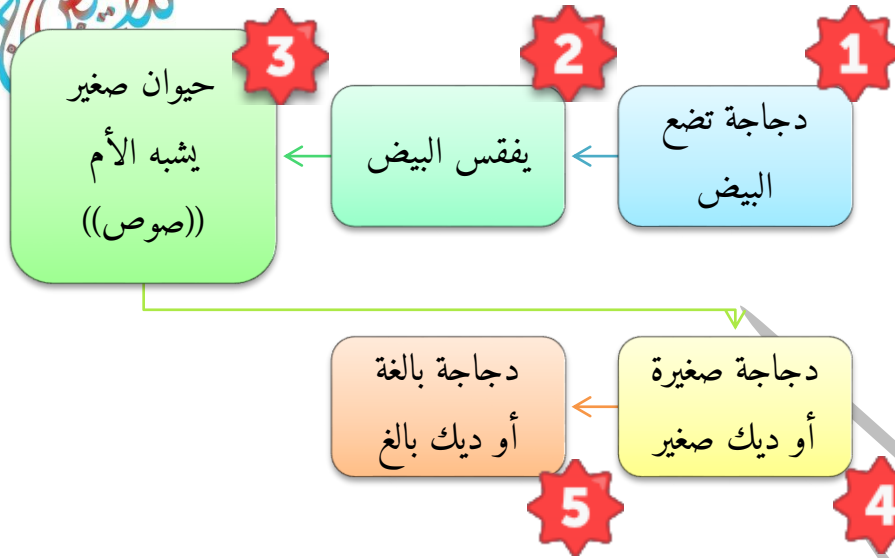 1
دجاجة تضع
البيض
2
يفقس البيض
3
حيوان صغير
يشبه الأم
((صوص))
4
دجاجة صغيرة
أو ديك صغير
5
دجاجة بالغة
أو ديك بالغ